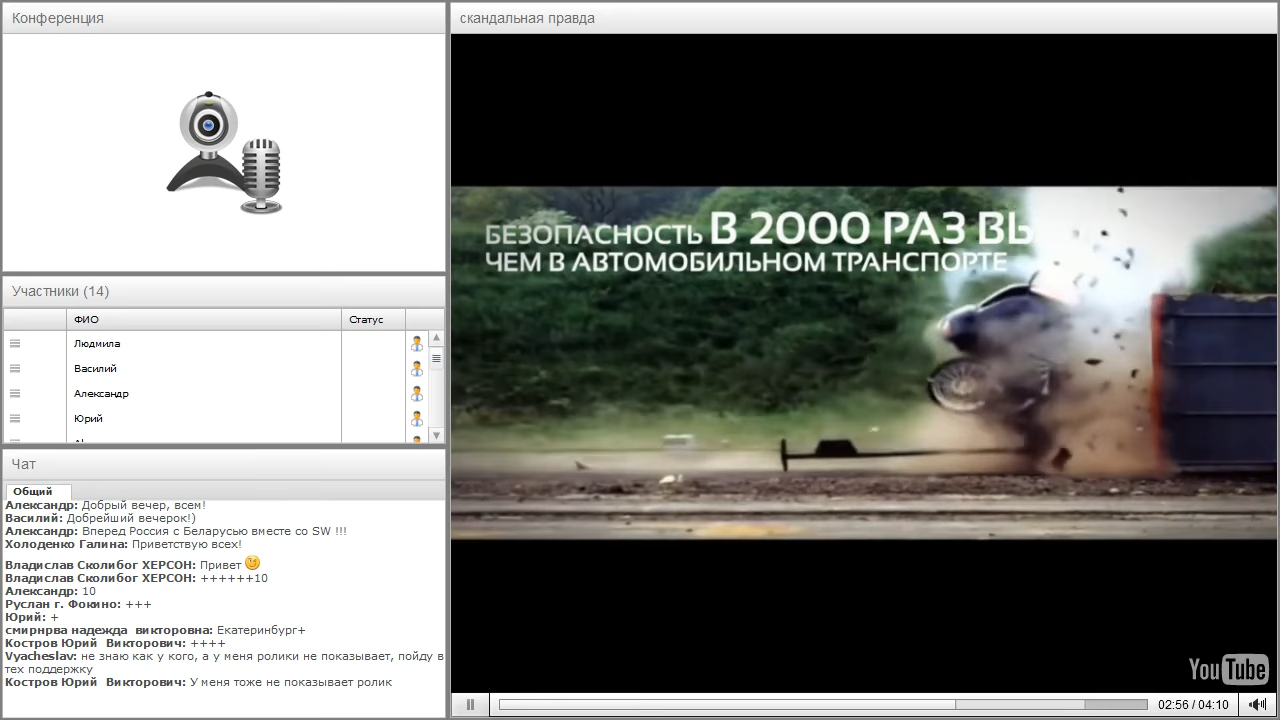 Конференция
скандальная правда
БЕЗОПАСНОСТЬ В 2000 РАЗ ВЫ
ЧЕМ В АВТОМОБИЛЬНОМ ТРАНСПОРТЕ
Участники (14)
ФИО Статус
Людмила
Василий
Александр
Юрий
Чат
Общий
Александр: Добрый вечер, всем!
Василий: Добрейший вечерок!)
Александр: Вперед Россия с Беларусью вместе со SW !!!
Холоденко Галина: Приветствую всех!
Владислав Сколибог ХЕРСОН: Привет
Владислав Сколибог ХЕРСОН: ++++++10
Александр: 10
Руслан г. Фокино: +++
Юрий: +
смирнрва надежда викторовна: Екатеринбург+
Костров Юрий Викторович: ++++
Vyacheslav: не знаю как у кого, а у меня ролики не показывает, пойду в
тех поддержку
Костров Юрий Викторович: У меня тоже не показывает ролик
YouTube
02:56 / 04:10